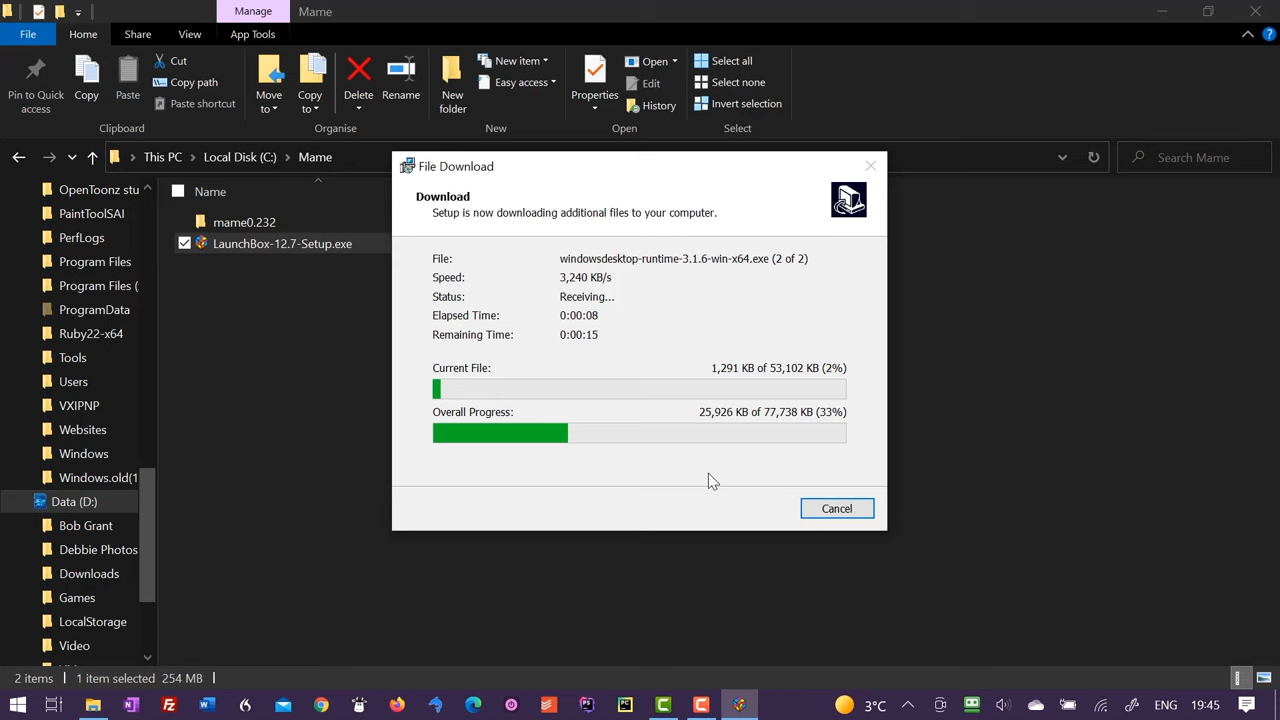 Manage
Mame
File
Home
Share
View
App Tools
Pin to Quick
access
Copy
Paste
Cut
Copy path
Paste shortcut
Clipboard
Move
to
Copy
to
Delete
Rename
Organise
New
folder
New item
Easy access
New
Properties
Open
Edit
History
Open
Select all
Select none
Invert selection
Select
This PC
Local Disk (C:)
Mame
Search Mame
OpenToonz stu
PaintToolSAI
PerfLogs
Program Files
Program Files (
ProgramData
Ruby22-x64
Tools
Users
VXIPNP
Websites
Windows
Windows.old(1
Data (D:)
Bob Grant
Debbie Photos
Downloads
Games
LocalStorage
Video
Name
mame0.232
LaunchBox-12.7-Setup.exe
File Download
Download
Setup is now downloading additional files to your computer.
File: windowsdesktop-runtime-3.1.6-win-x64.exe (2 of 2)
Speed: 3,240 KB/s
Status: Receiving...
Elapsed Time: 0:00:08
Remaining Time: 0:00:15
Current File: 1,291 KB of 53,102 KB (2%)
Overall Progress: 25,926 KB of 77,738 KB (33%)
Cancel
2 items
1 item selected 254 MB
3°C
ENG
19:45